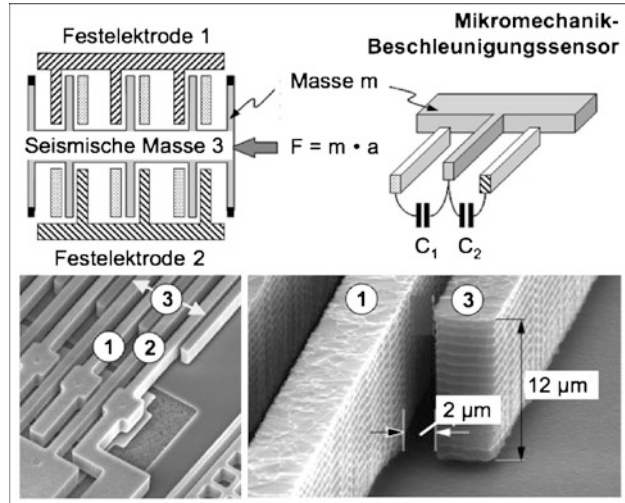 Festelektrode 1
Mikromechanik-
Beschleunigungssensor
Masse m
Seismische Masse 3
F = m • a
Festelektrode 2
C1 C2
3
1 2
1 3
12 µm
2 µm